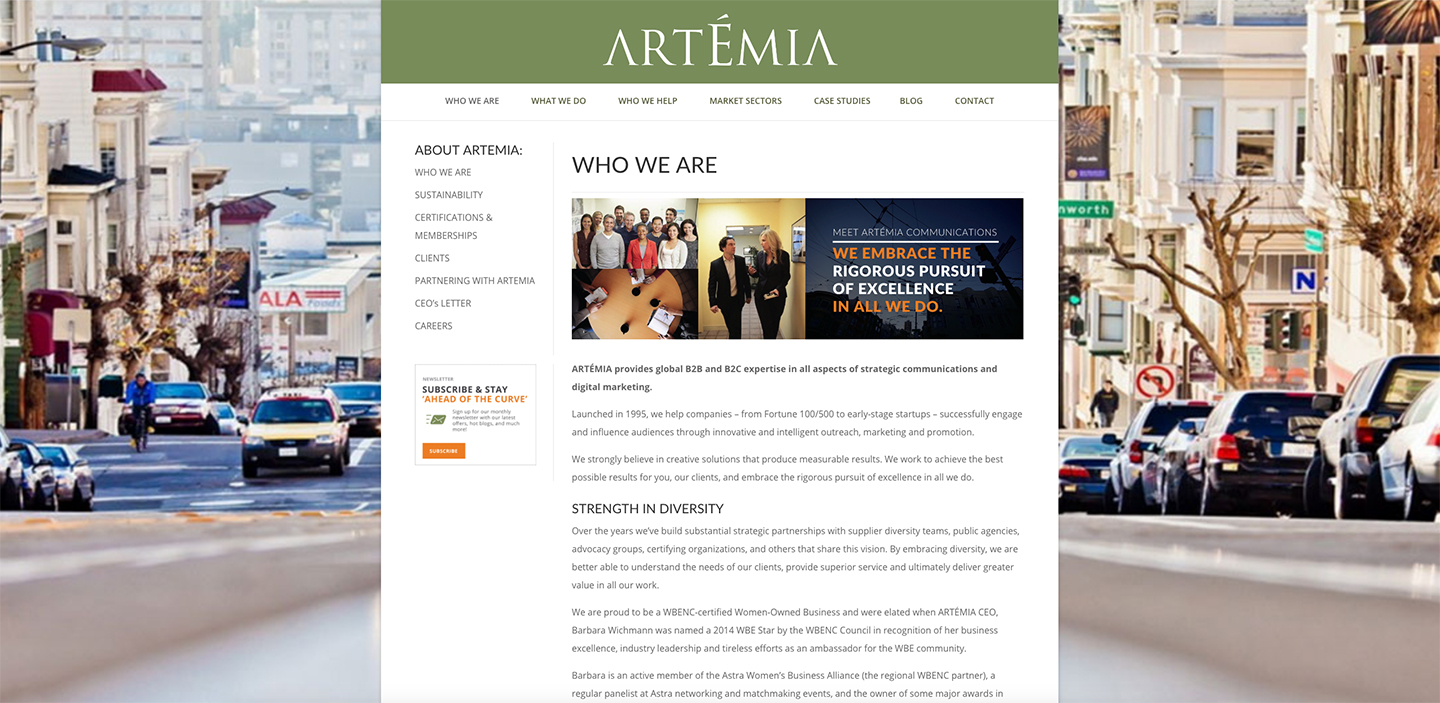 ARTÉMIA
WHO WE ARE
WHAT WE DO
WHO WE HELP
MARKET SECTORS
CASE STUDIES
BLOG
CONTACT
ABOUT ARTEMIA:
WHO WE ARE
SUSTAINABILITY
CERTIFICATIONS &
MEMBERSHIPS
CLIENTS
PARTNERING WITH ARTEMIA
CEO's LETTER
CAREERS
NEWSLETTER
SUBSCRIBE & STAY
‘AHEAD OF THE CURVE’
Sign up for our monthly
newsletter with our latest
offers, hot blogs, and much
more!
SUBSCRIBE
WHO WE ARE
MEET ARTÉMIA COMMUNICATIONS
WE EMBRACE THE
RIGOROUS PURSUIT
OF EXCELLENCE
IN ALL WE DO.
ARTÉMIA provides global B2B and B2C expertise in all aspects of strategic communications and
digital marketing.
Launched in 1995, we help companies – from Fortune 100/500 to early-stage startups – successfully engage
and influence audiences through innovative and intelligent outreach, marketing and promotion.
We strongly believe in creative solutions that produce measurable results. We work to achieve the best
possible results for you, our clients, and embrace the rigorous pursuit of excellence in all we do.
STRENGTH IN DIVERSITY
Over the years we've build substantial strategic partnerships with supplier diversity teams, public agencies,
advocacy groups, certifying organizations, and others that share this vision. By embracing diversity, we are
better able to understand the needs of our clients, provide superior service and ultimately deliver greater
value in all our work.
We are proud to be a WBENC-certified Women-Owned Business and were elated when ARTÉMIA CEO,
Barbara Wichmann was named a 2014 WBE Star by the WBENC Council in recognition of her business
excellence, industry leadership and tireless efforts as an ambassador for the WBE community.
Barbara is an active member of the Astra Women's Business Alliance (the regional WBENC partner), a
regular panelist at Astra networking and matchmaking events, and the owner of some major awards in
ALA
Foods
nworth
N